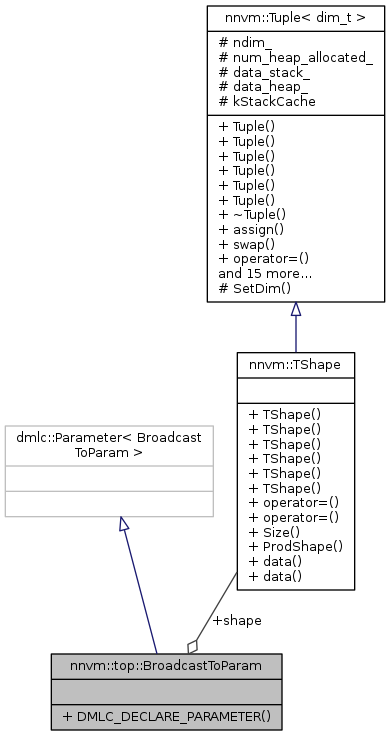 nnvm::Tuple< dim_t >
# ndim_
# num_heap_allocated_
# data_stack_
# data_heap_
# kStackCache
+ Tuple()
+ Tuple()
+ Tuple()
+ Tuple()
+ Tuple()
+ Tuple()
+ ~Tuple()
+ assign()
+ swap()
+ operator=()
and 15 more...
# SetDim()
nnvm::TShape
+ TShape()
+ TShape()
+ TShape()
+ TShape()
+ TShape()
+ TShape()
+ operator=()
+ operator=()
+ Size()
+ ProdShape()
+ data()
+ data()
dmlc::Parameter< Broadcast
ToParam >
+shape
nnvm::top::BroadcastToParam
+ DMLC_DECLARE_PARAMETER()